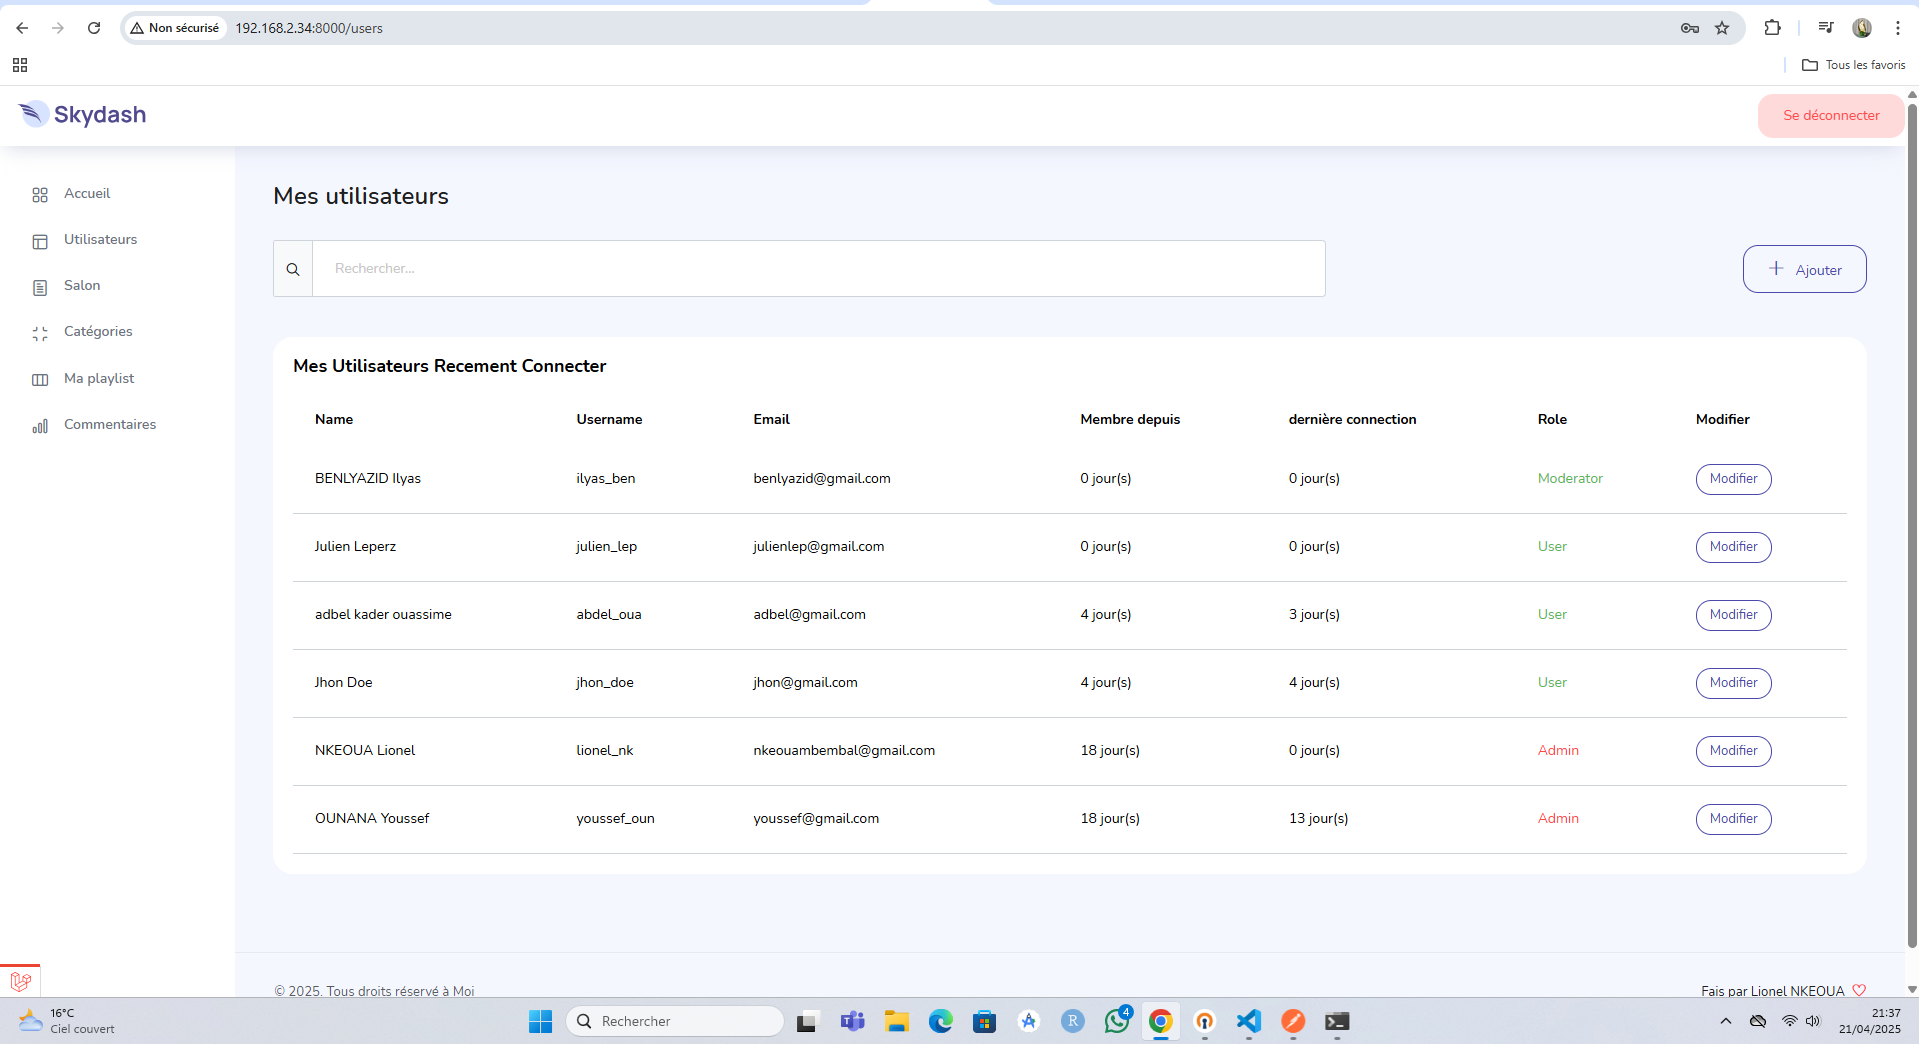 Non sécurisé
192.168.2.34:8000/users
Tous les favoris
Skydash
Se déconnecter
Accueil
Utilisateurs
Salon
Catégories
Ma playlist
Commentaires
Mes utilisateurs
Rechercher...
Ajouter
Mes Utilisateurs Recement Connecter
Name Username Email Membre depuis dernière connection Role Modifier
BENLYAZID Ilyas ilyas_ben benlyazid@gmail.com 0 jour(s) 0 jour(s) Moderator Modifier
Julien Leperz julien_lep julienlep@gmail.com 0 jour(s) 0 jour(s) User Modifier
adbel kader ouassime abdel_oua adbel@gmail.com 4 jour(s) 3 jour(s) User Modifier
Jhon Doe jhon_doe jhon@gmail.com 4 jour(s) 4 jour(s) User Modifier
NKEOUA Lionel lionel_nk nkeouambembal@gmail.com 18 jour(s) 0 jour(s) Admin Modifier
OUNANA Youssef youssef_oun youssef@gmail.com 18 jour(s) 13 jour(s) Admin Modifier
© 2025. Tous droits réservé à Moi
Fais par Lionel NKEOUA
16°C
Ciel couvert
Rechercher
R
4
21:37
21/04/2025